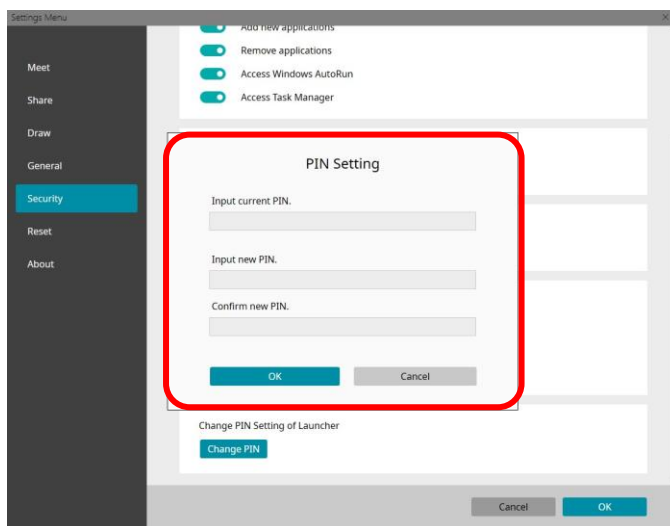 Settings Menu
Add new applications
Remove applications
Access Windows AutoRun
Access Task Manager
Meet
Share
Draw
General
Security
Reset
About
PIN Setting
Input current PIN.
Input new PIN.
Confirm new PIN.
OK Cancel
Change PIN Setting of Launcher
Change PIN
Cancel OK